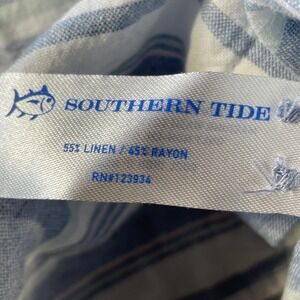 SOUTHERN TIDE
55% LINEN / 45% RAYON
RN#123934